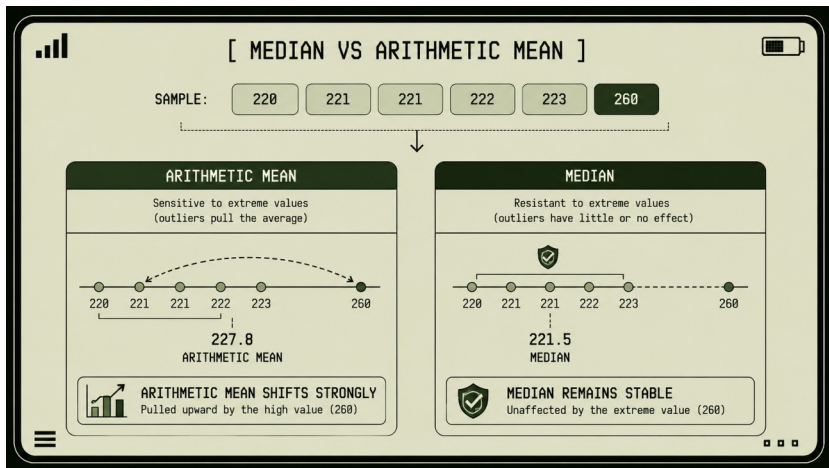 [ MEDIAN VS ARITHMETIC MEAN ]
SAMPLE: 220 221 221 222 223 260
ARITHMETIC MEAN
Sensitive to extreme values
(outliers pull the average)
220 221 221 222 223 260
227.8
ARITHMETIC MEAN
ARITHMETIC MEAN SHIFTS STRONGLY
Pulled upward by the high value (260)
MEDIAN
Resistant to extreme values
(outliers have little or no effect)
220 221 221 222 223 260
221.5
MEDIAN
MEDIAN REMAINS STABLE
Unaffected by the extreme value (260)